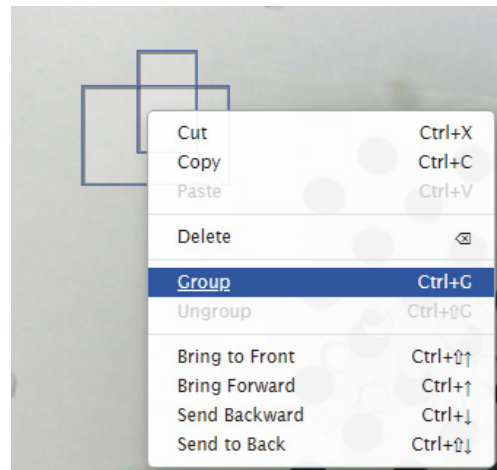 Cut Ctrl+X
Copy Ctrl+C
Paste Ctrl+V
Delete ⌫
Group Ctrl+G
Ungroup Ctrl+⇧G
Bring to Front Ctrl+⇧↑
Bring Forward Ctrl+↑
Send Backward Ctrl+↓
Send to Back Ctrl+⇧↓